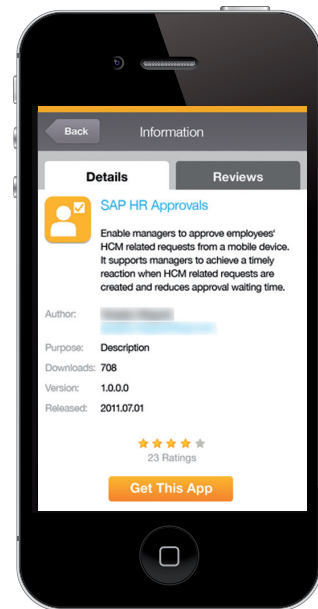 Back
Information
Details
Reviews
SAP HR Approvals
Enable managers to approve employees'
HCM related requests from a mobile device.
It supports managers to achieve a timely
reaction when HCM related requests are
created and reduces approval waiting time.
Author:
Purpose: Description
Downloads: 708
Version: 1.0.0.0
Released: 2011.07.01
23 Ratings
Get This App